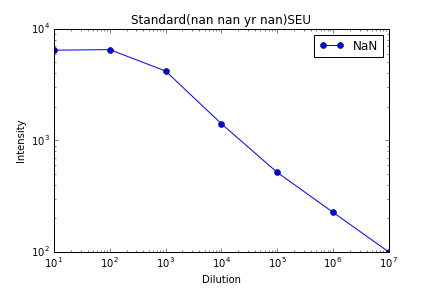 Standard(nan nan yr nan)SEU
10^4
NaN
Intensity
10^3
10^2
10^1 10^2 10^3 10^4 10^5 10^6 10^7
Dilution